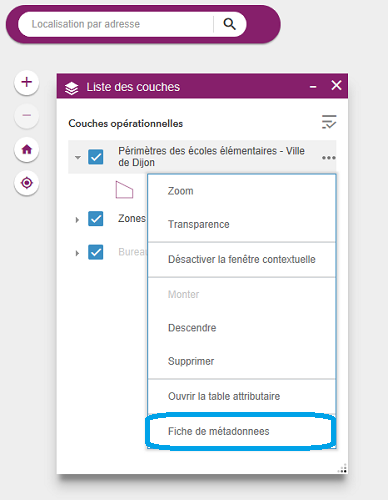 Localisation par adresse
Liste des couches
Couches opérationnelles
Périmètres des écoles élémentaires - Ville
de Dijon
Zones
Bureau
Zoom
Transparence
Désactiver la fenêtre contextuelle
Monter
Descendre
Supprimer
Ouvrir la table attributaire
Fiche de métadonnees